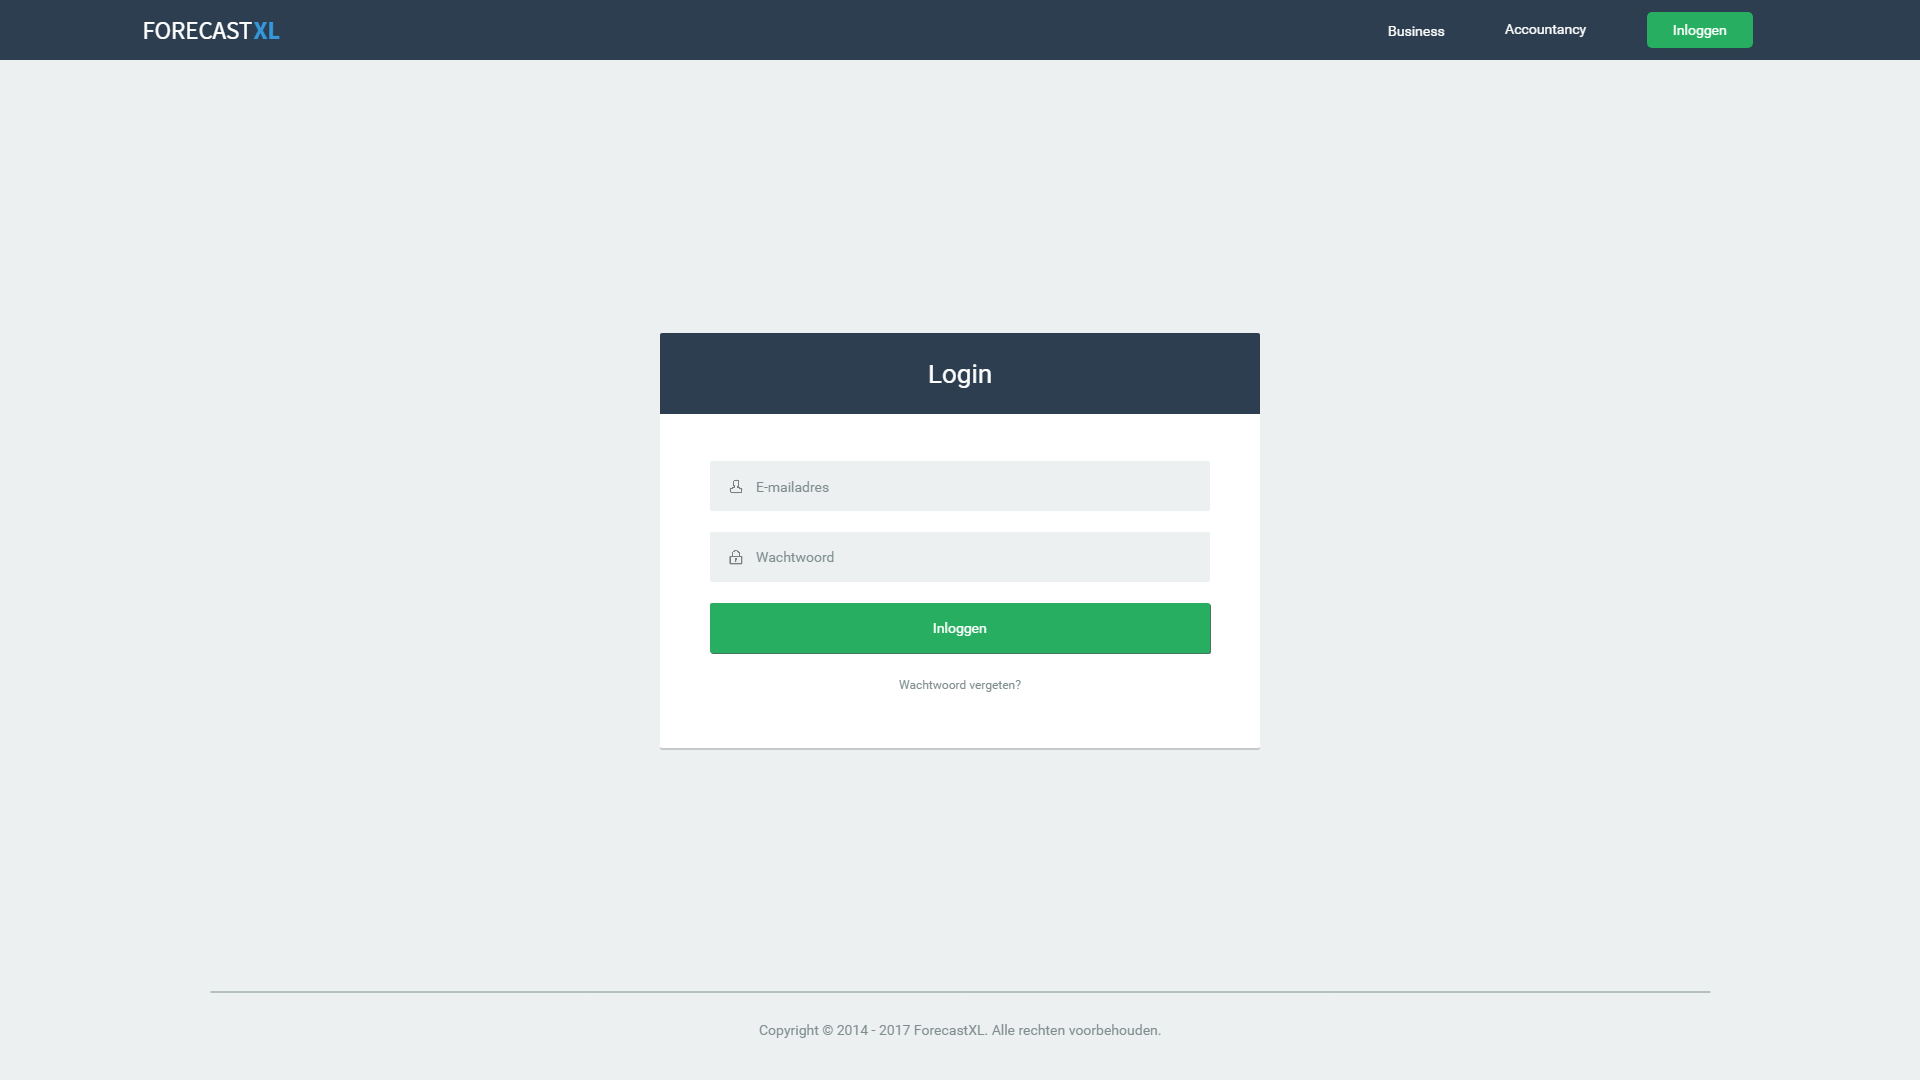 FORECASTXL
Business
Accountancy
Inloggen
Login
E-mailadres
Wachtwoord
Inloggen
Wachtwoord vergeten?
Copyright © 2014 - 2017 ForecastXL. Alle rechten voorbehouden.